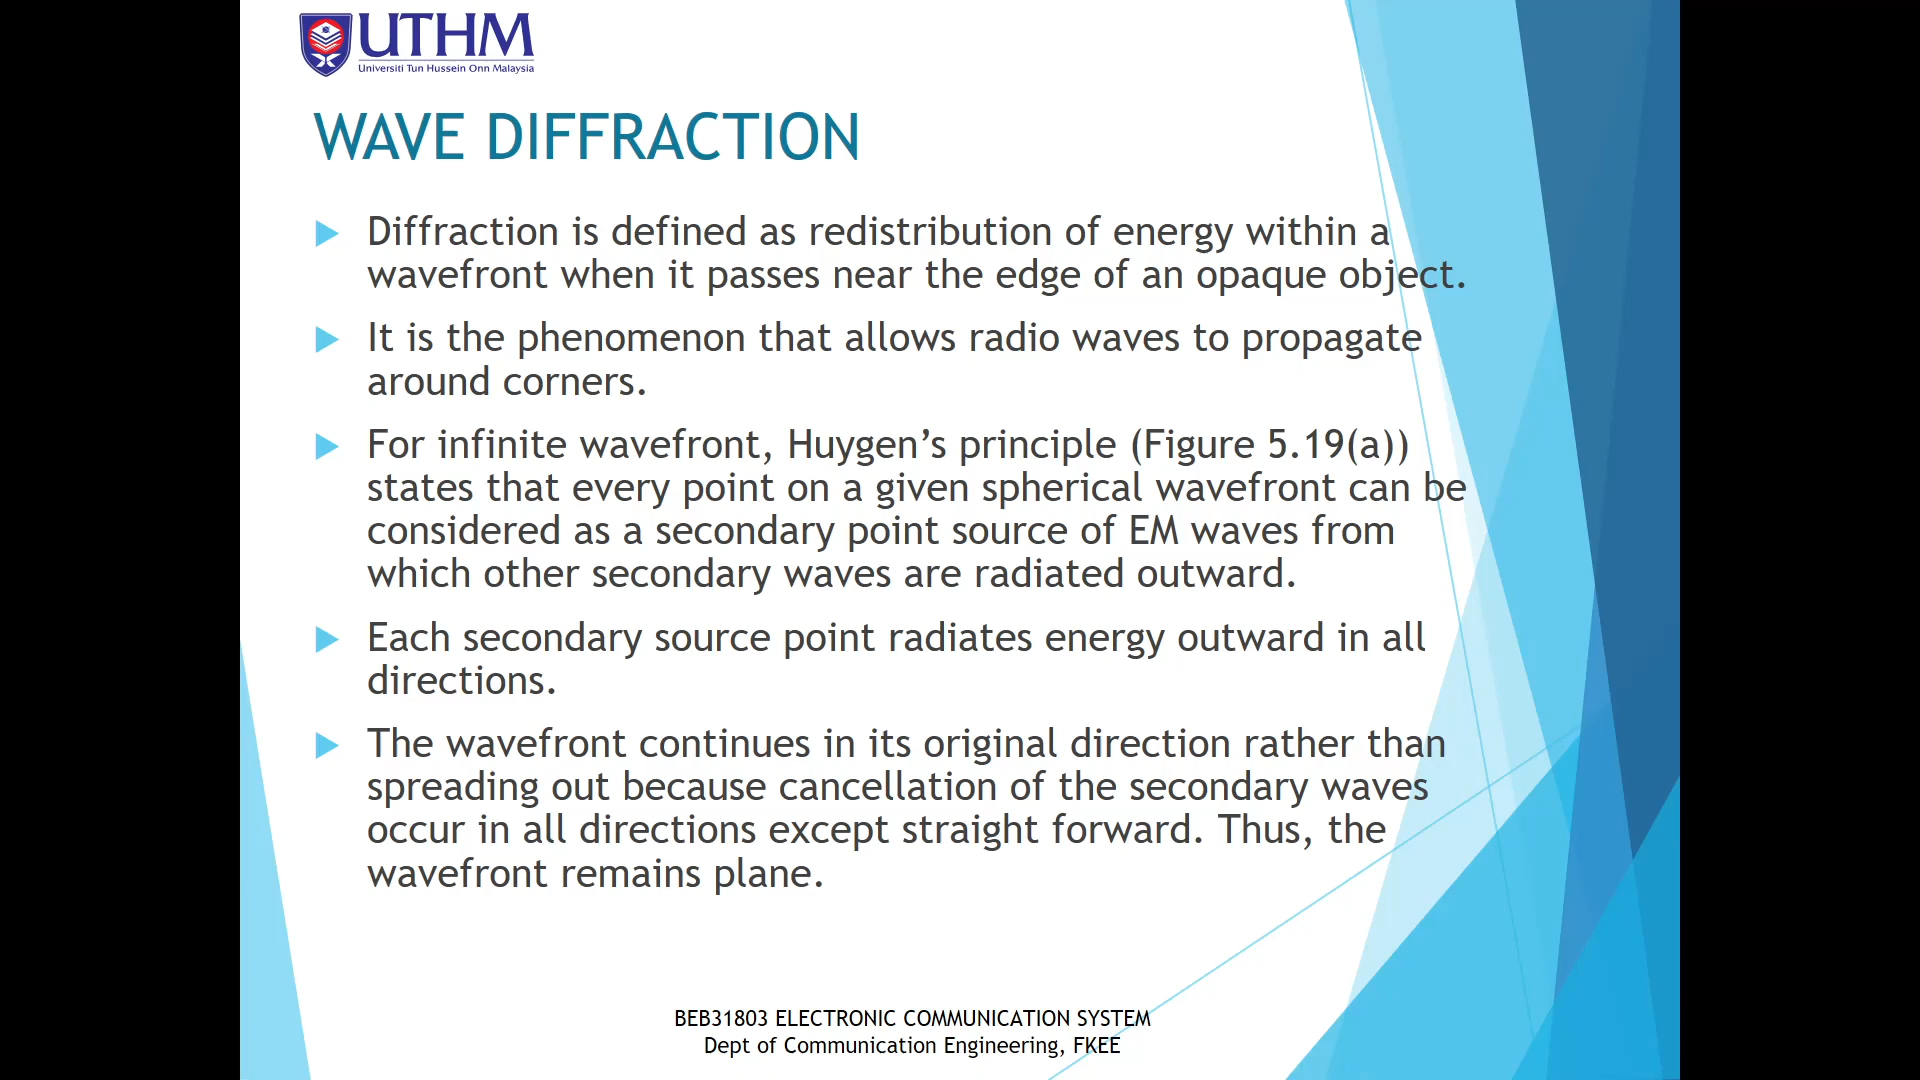 UTHM
Universiti Tun Hussein Onn Malaysia
WAVE DIFFRACTION
Diffraction is defined as redistribution of energy within a
wavefront when it passes near the edge of an opaque object.
It is the phenomenon that allows radio waves to propagate
around corners.
For infinite wavefront, Huygen’s principle (Figure 5.19(a))
states that every point on a given spherical wavefront can be
considered as a secondary point source of EM waves from
which other secondary waves are radiated outward.
Each secondary source point radiates energy outward in all
directions.
The wavefront continues in its original direction rather than
spreading out because cancellation of the secondary waves
occur in all directions except straight forward. Thus, the
wavefront remains plane.
BEB31803 ELECTRONIC COMMUNICATION SYSTEM
Dept of Communication Engineering, FKEE